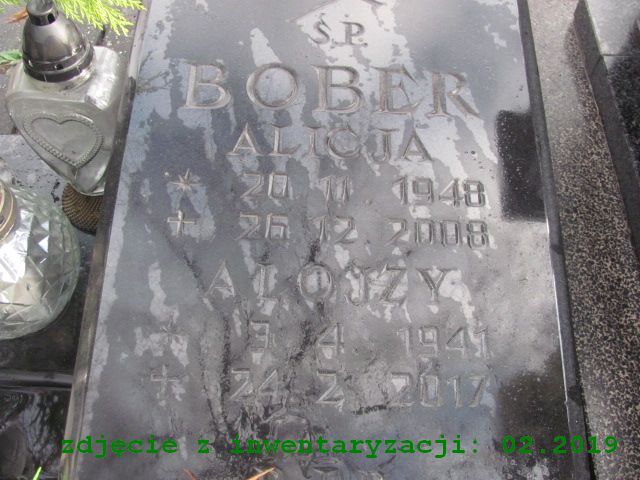 Ś.P.
BOBER
ALICJA
* 20 11 1948
+ 26 12 2008
ALOJZY
* 9 4 1941
+ 24 2 2017
zdjęcie z inwentaryzacji: 02.2019